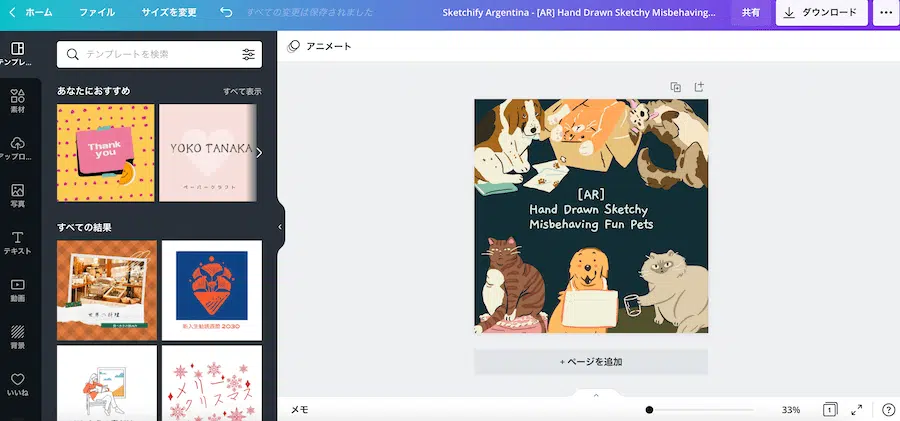 ホーム
ファイル
サイズを変更
すべての変更は保存されました
Sketchify Argentina - [AR] Hand Drawn Sketchy Misbehaving...
共有
ダウンロード
テンプレ...
素材
アップロ...
写真
テキスト
動画
背景
いいね
テンプレートを検索
あなたにおすすめ
すべて表示
Thank
you
YOKO TANAKA
ペーパークラフト
すべての結果
世界の料理
新入生勧誘週間 2030
メリー
クリスマス
アニメート
[AR]
Hand Drawn Sketchy
Misbehaving Fun Pets
+ ページを追加
メモ
33%
1
?